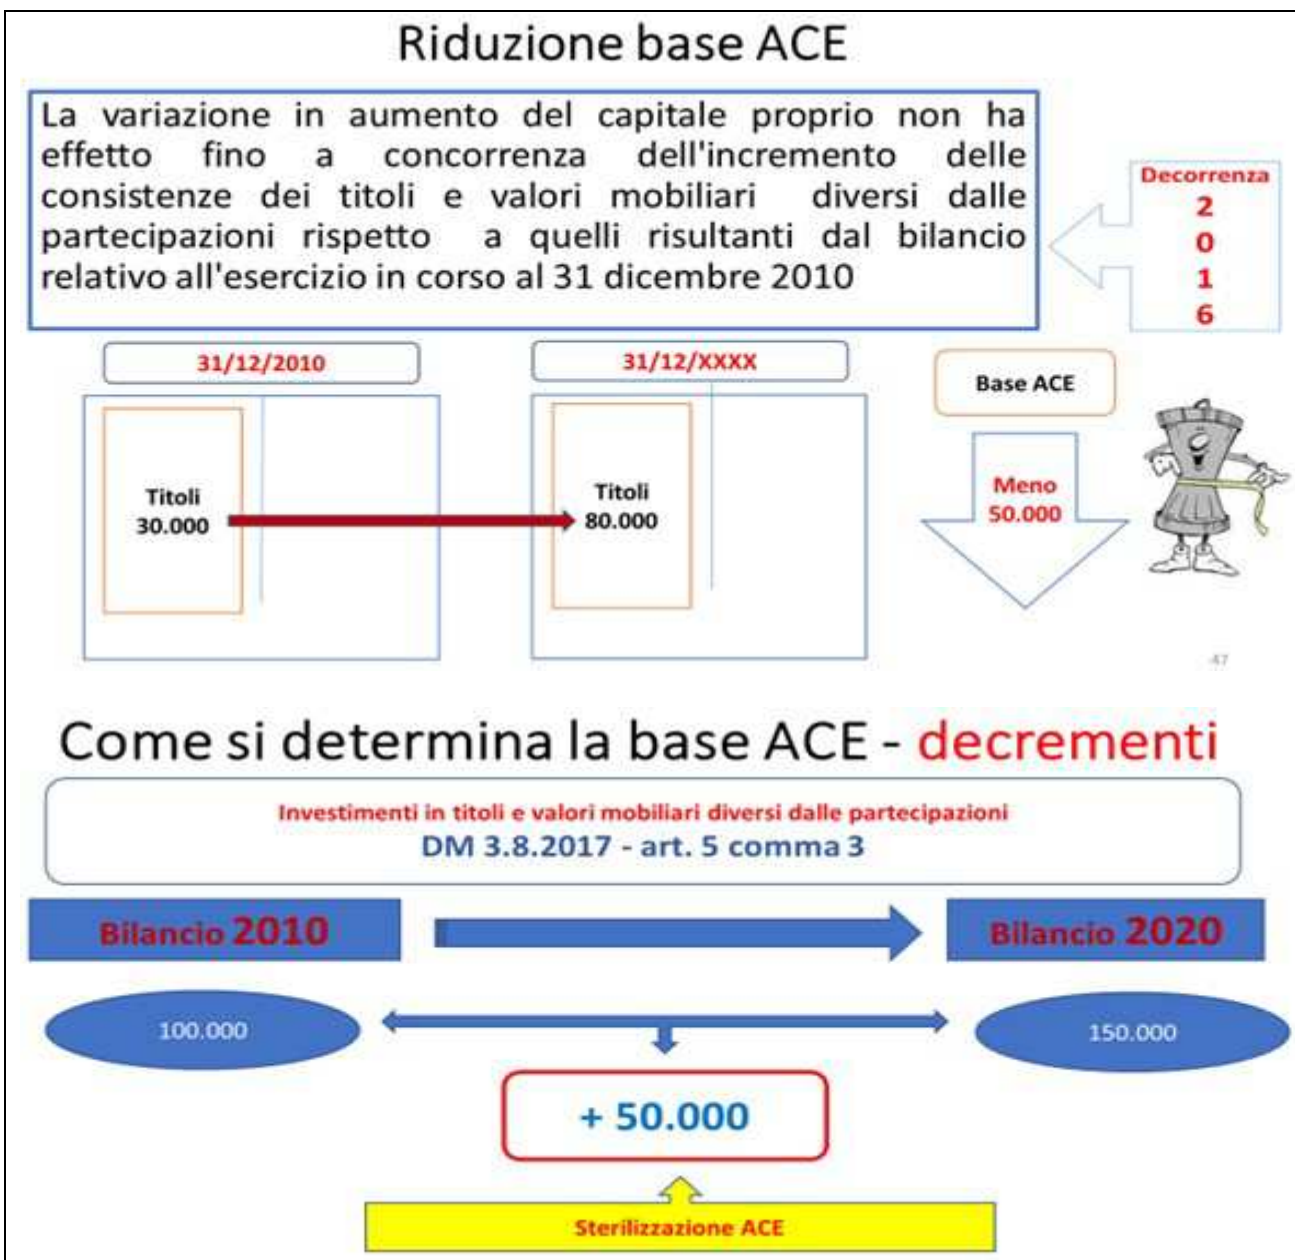 Riduzione base ACE
La variazione in aumento del capitale proprio non ha
effetto fino a concorrenza dell'incremento delle
consistenze dei titoli e valori mobiliari diversi dalle
partecipazioni rispetto a quelli risultanti dal bilancio
relativo all'esercizio in corso al 31 dicembre 2010
Decorrenza
2
0
1
6
31/12/2010
31/12/XXXX
Base ACE
Titoli
30.000
Titoli
80.000
Meno
50.000
47
Come si determina la base ACE - decrementi
Investimenti in titoli e valori mobiliari diversi dalle partecipazioni
DM 3.8.2017 - art. 5 comma 3
Bilancio 2010
Bilancio 2020
100.000
150.000
+ 50.000
Sterilizzazione ACE